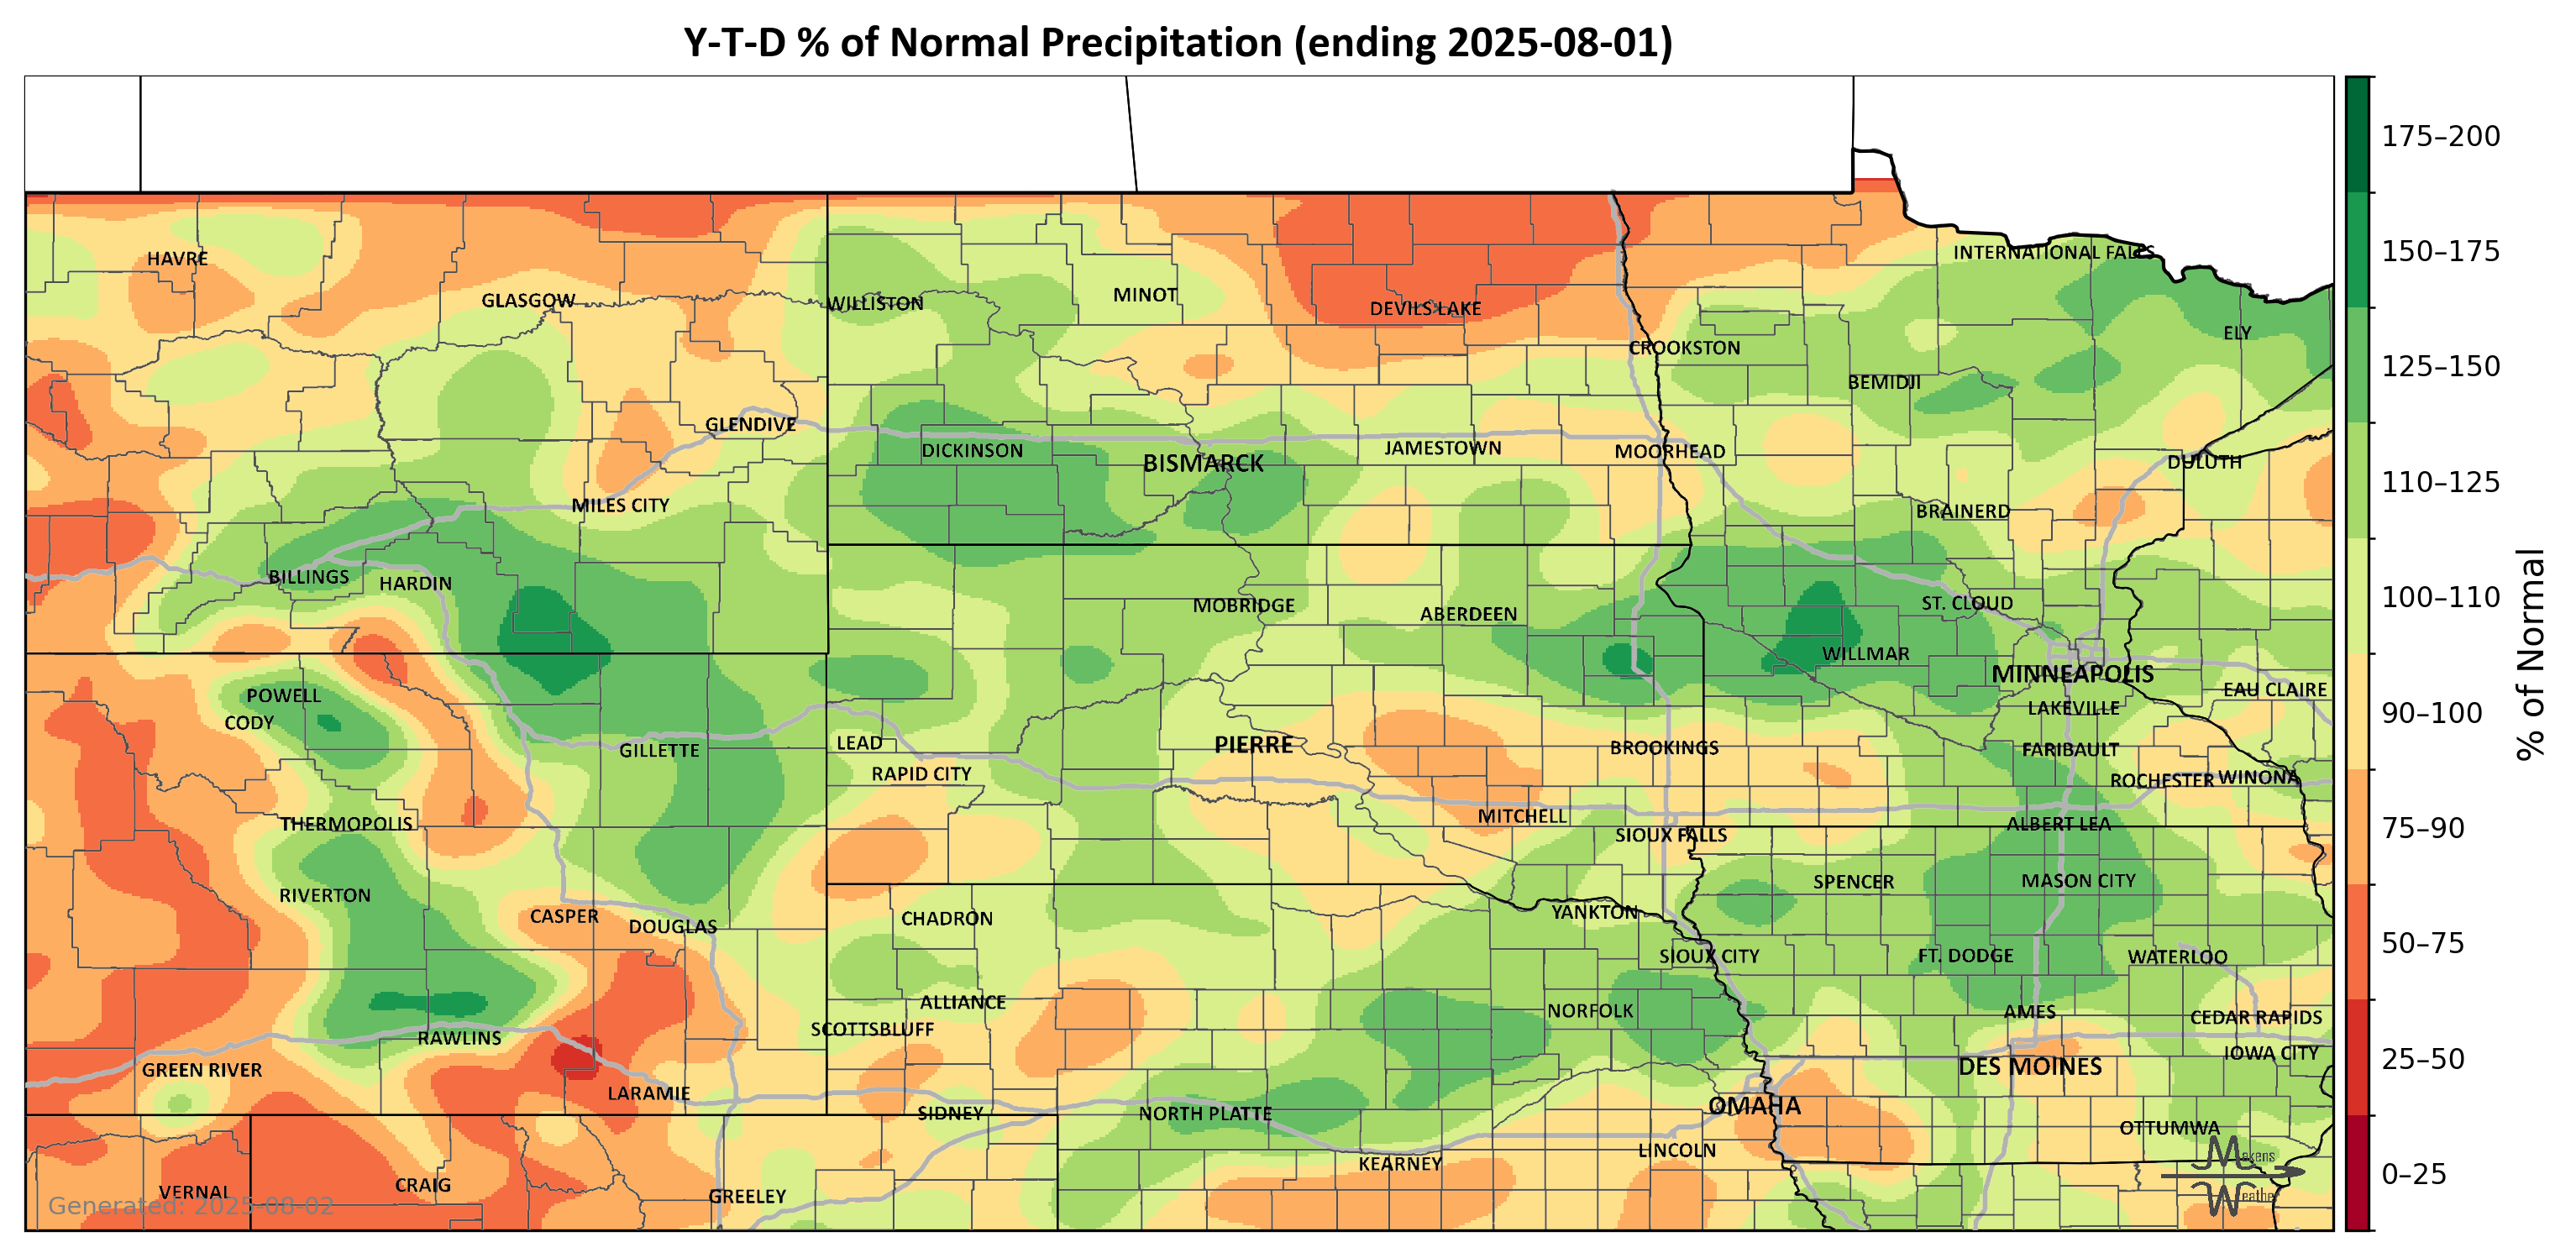 Y-T-D % of Normal Precipitation (ending 2025-08-01)
INTERNATIONAL FALLS
HAVRE
GLASGOW
WILLISTON
MINOT
DEVILS LAKE
ELY
CROOKSTON
BEMIDJI
GLENDIVE
DICKINSON
BISMARCK
JAMESTOWN
MOORHEAD
DULUTH
MILES CITY
BRAINERD
BILLINGS
HARDIN
MOBRIDGE
ABERDEEN
ST. CLOUD
WILLMAR
MINNEAPOLIS
POWELL
EAU CLAIRE
CODY
LAKEVILLE
GILLETTE
LEAD
PIERRE
BROOKINGS
FARIBAULT
RAPID CITY
ROCHESTER
WINONA
THERMOPOLIS
MITCHELL
ALBERT LEA
SIOUX FALLS
RIVERTON
SPENCER
MASON CITY
CASPER
DOUGLAS
CHADRON
YANKTON
SIOUX CITY
FT. DODGE
WATERLOO
ALLIANCE
NORFOLK
AMES
CEDAR RAPIDS
SCOTTSBLUFF
RAWLINS
IOWA CITY
GREEN RIVER
DES MOINES
LARAMIE
SIDNEY
NORTH PLATTE
OMAHA
OTTUMWA
LINCOLN
KEARNEY
VERNAL
CRAIG
GREELEY
Generated: 2025-08-02
Makens
Weather
175–200
150–175
125–150
110–125
100–110
90–100
75–90
50–75
25–50
0–25
% of Normal